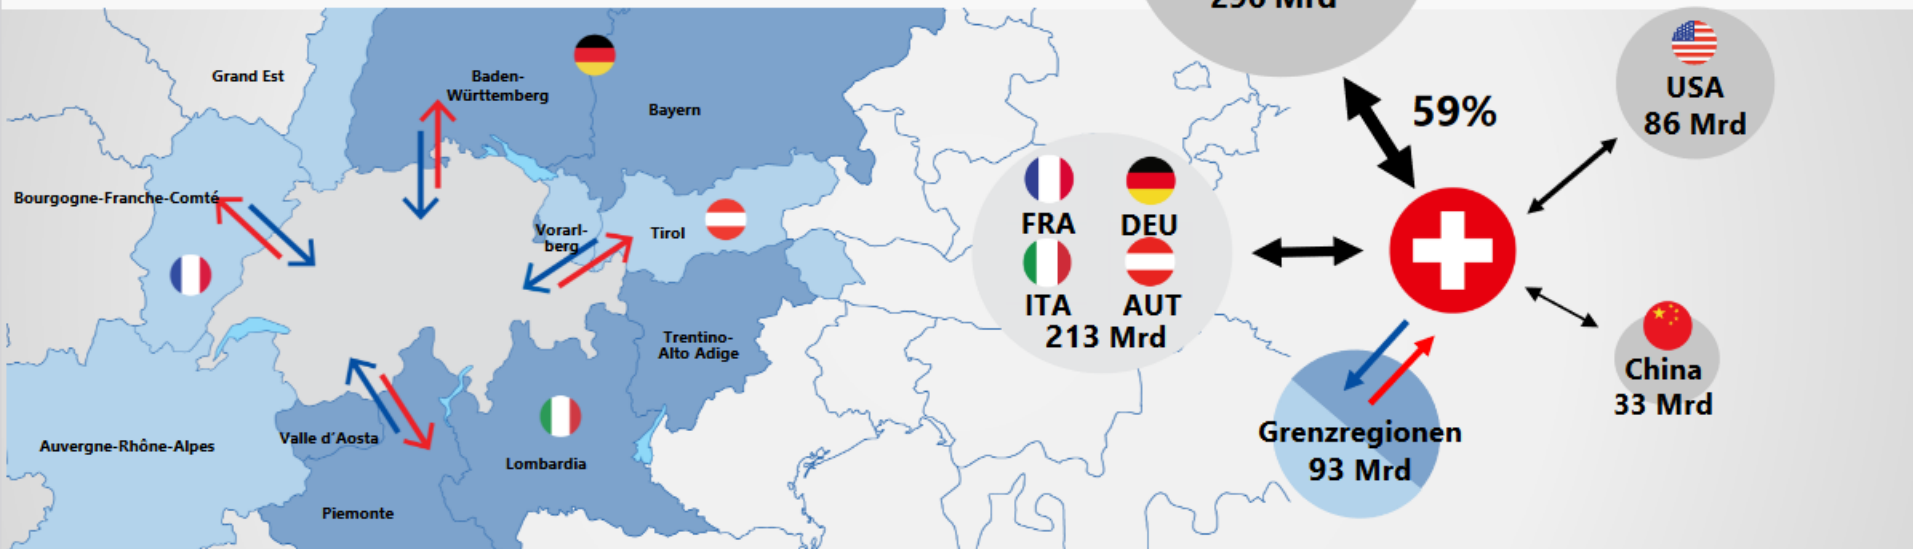 Grand Est
Baden-
Württemberg
Bayern
Bourgogne-Franche-Comté
Vorarl-
berg
Tirol
Trentino-
Alto Adige
Auvergne-Rhône-Alpes
Valle d'Aosta
Lombardia
Piemonte
59%
USA
86 Mrd
FRA DEU
ITA AUT
213 Mrd
China
33 Mrd
Grenzregionen
93 Mrd